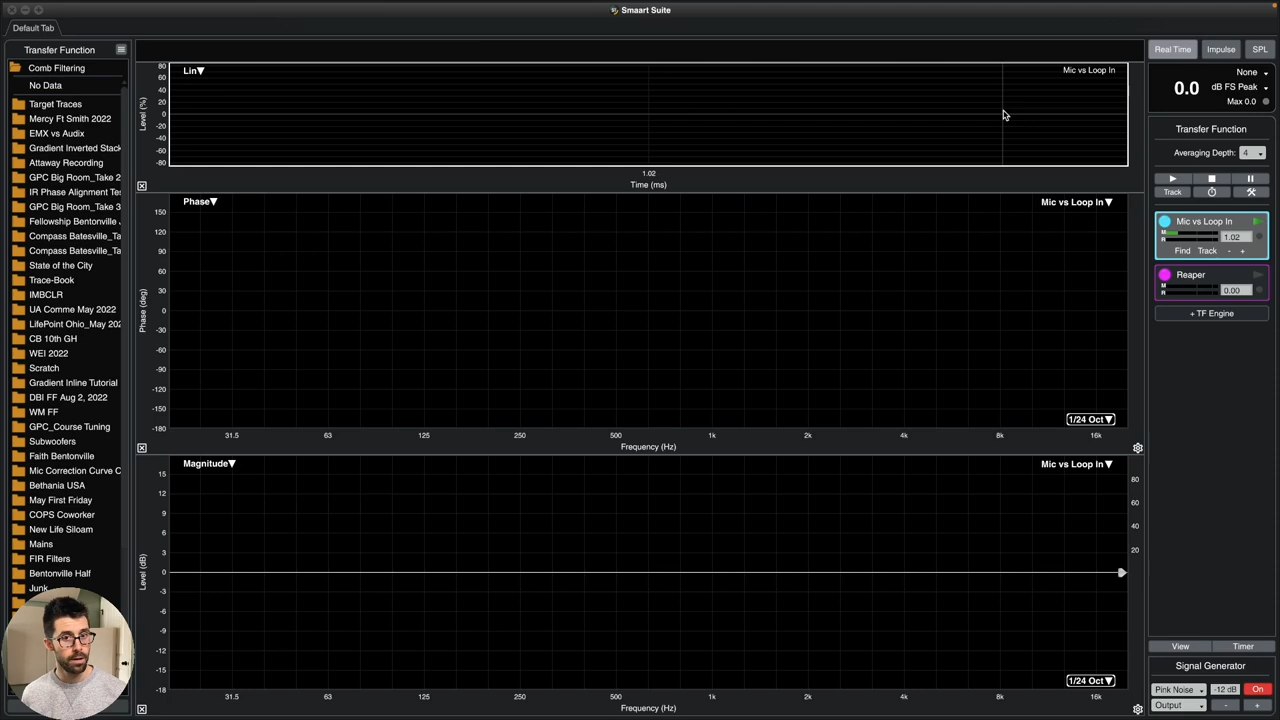 Smaart Suite
Default Tab
Transfer Function
Comb Filtering
No Data
Target Traces
Mercy Ft Smith 2022
EMX vs Audix
Gradient Inverted Stack
Attaway Recording
GPC Big Room_Take 2
IR Phase Alignment Te
GPC Big Room_Take 3
Fellowship Bentonville
Compass Batesville_Ta
Compass Batesville_Ta
State of the City
Trace-Book
IMBCLR
UA Comme May 2022
LifePoint Ohio_May 202
CB 10th GH
WEI 2022
Scratch
Gradient Inline Tutorial
DBI FF Aug 2, 2022
WM FF
GPC_Course Tuning
Subwoofers
Faith Bentonville
Mic Correction Curve C
Bethania USA
May First Friday
COPS Coworker
New Life Siloam
Mains
FIR Filters
Bentonville Half
Junk
Lin▼
Mic vs Loop In
Level (%)
80
60
40
20
0
-20
-40
-60
-80
1.02
Time (ms)
Phase▼
Mic vs Loop In▼
Phase (deg)
150
120
90
60
30
0
-30
-60
-90
-120
-150
-180
1/24 Oct▼
31.5 63 125 250 500 1k 2k 4k 8k 16k
Frequency (Hz)
Magnitude▼
Mic vs Loop In▼
Level (dB)
15
12
9
6
3
0
-3
-6
-9
-12
-15
-18
80
60
40
20
1/24 Oct▼
31.5 63 125 250 500 1k 2k 4k 8k 16k
Frequency (Hz)
Real Time Impulse SPL
None
0.0 dB FS Peak
Max 0.0
Transfer Function
Averaging Depth: 4
Track
Mic vs Loop In
M
R
1.02
Find Track - +
Reaper
M
R
0.00
+ TF Engine
View Timer
Signal Generator
Pink Noise -12 dB On
Output - +